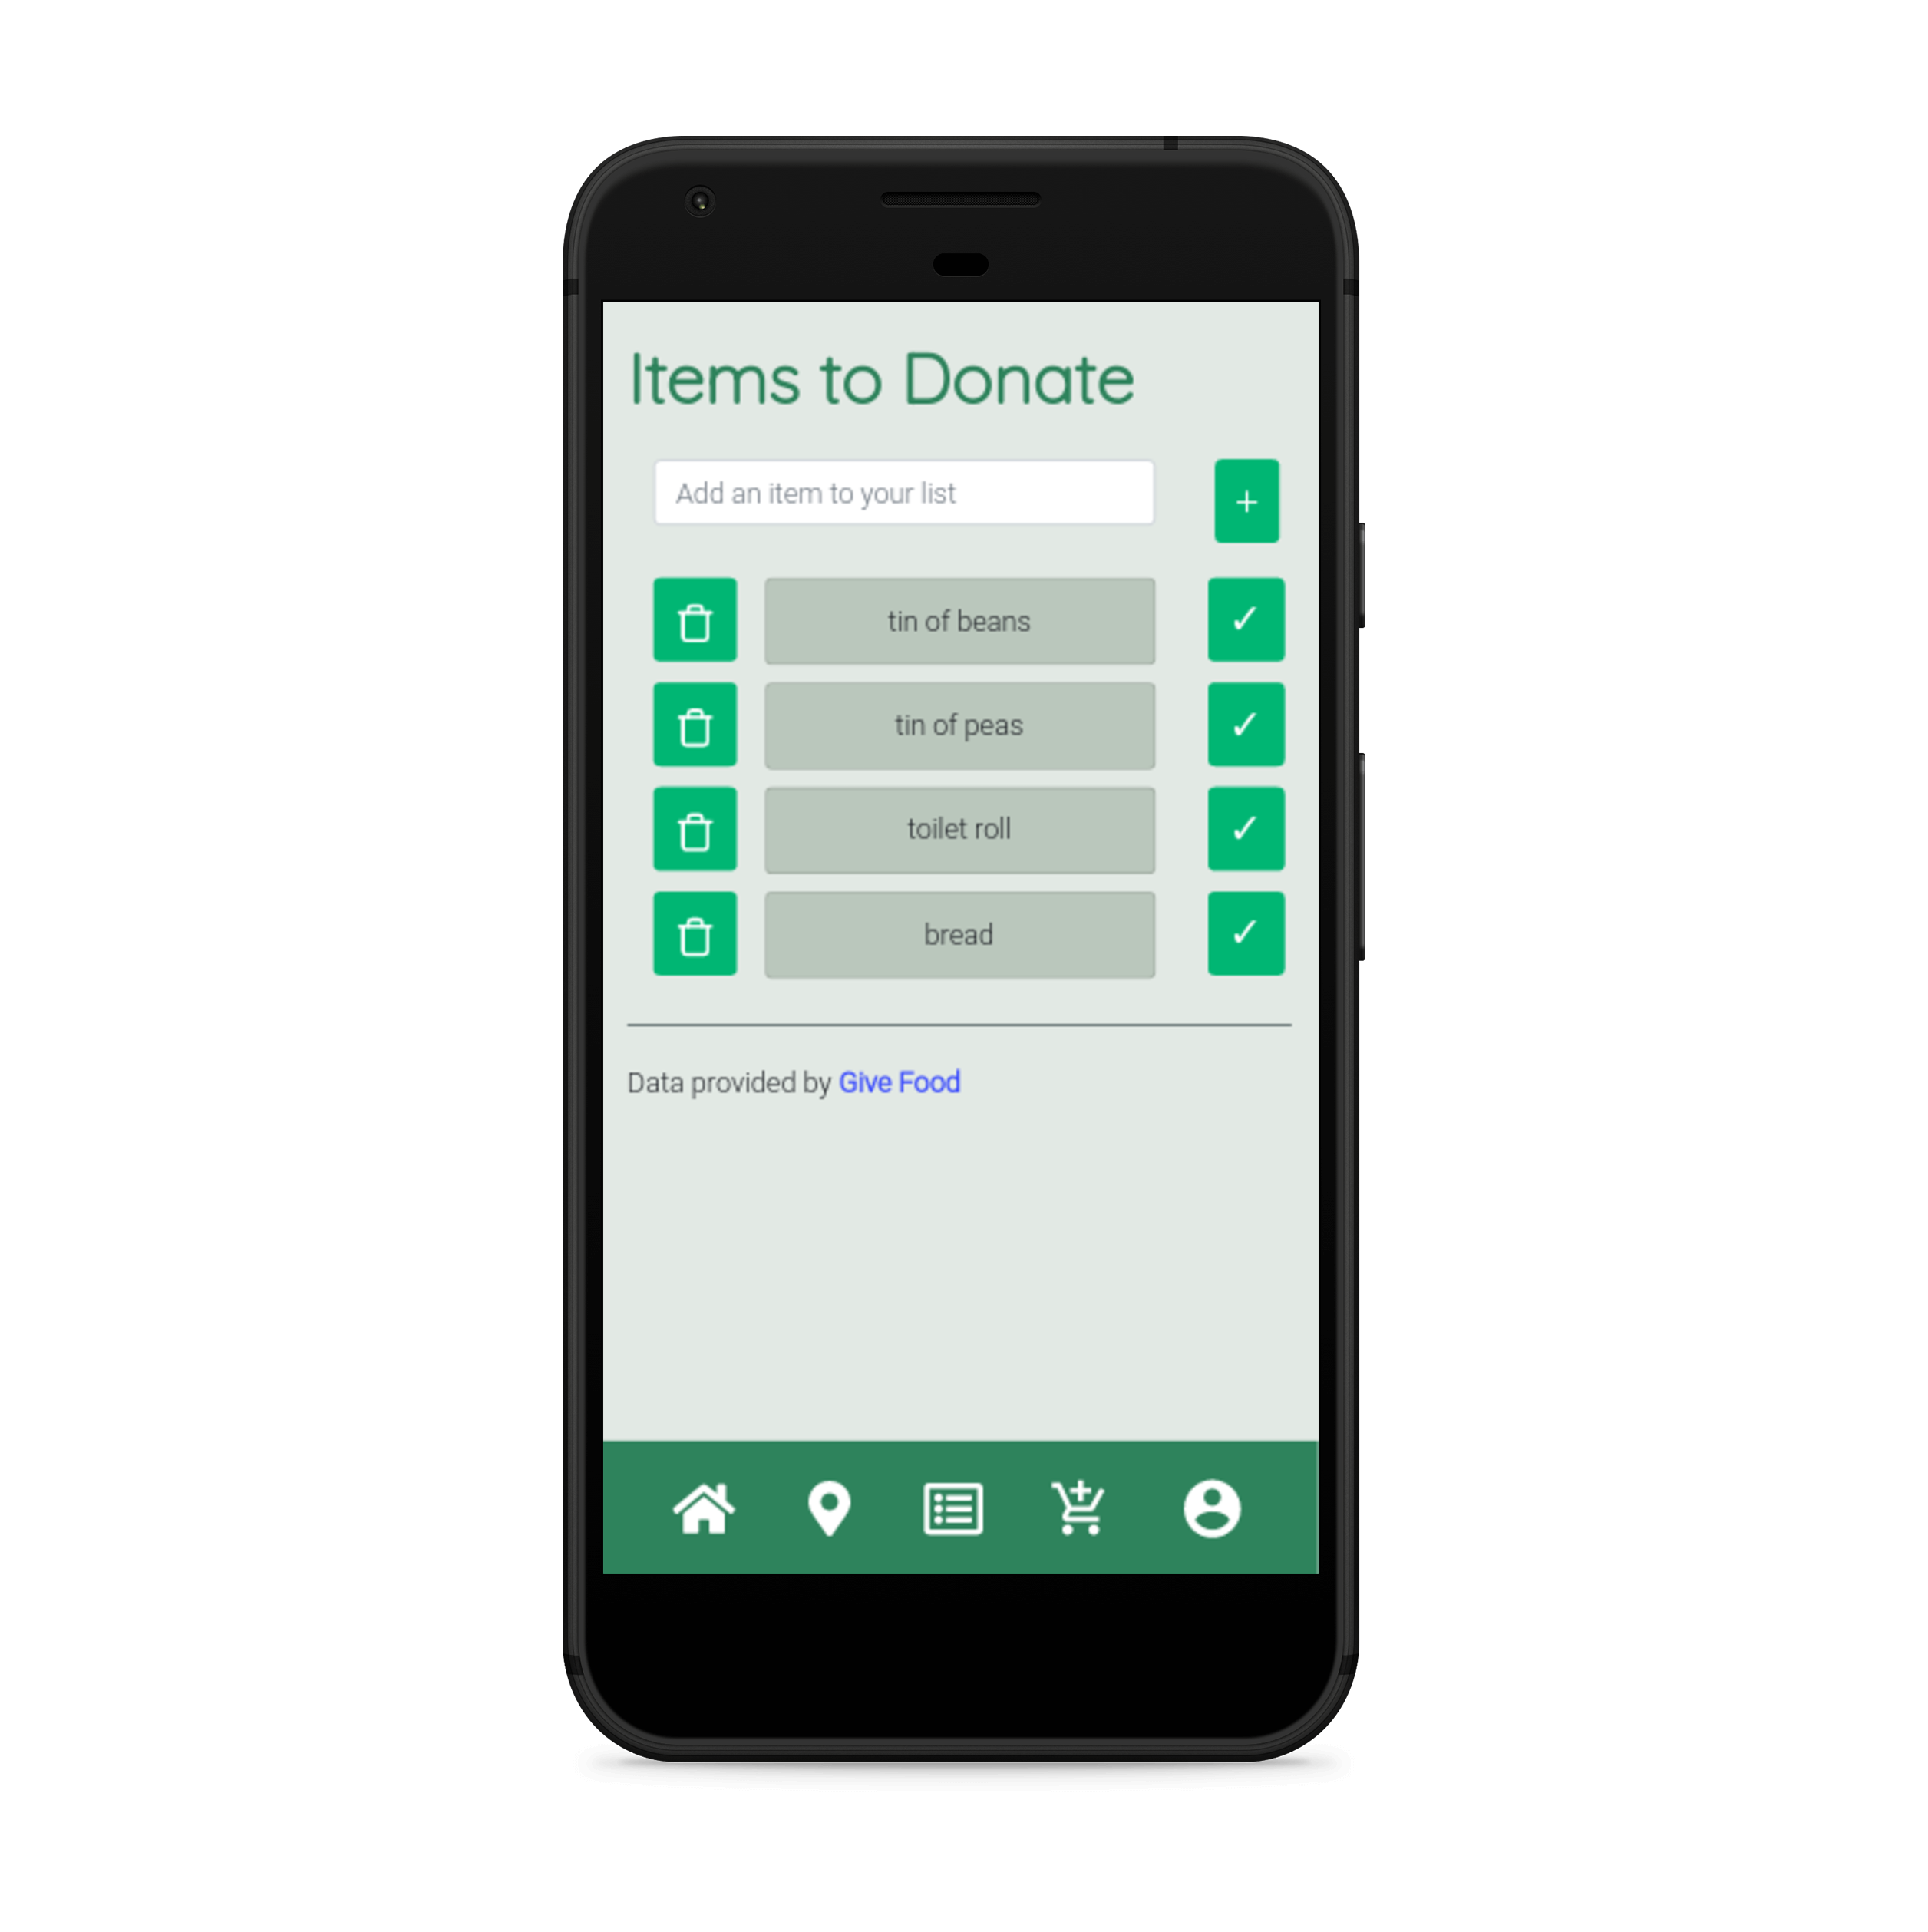 Items to Donate
Add an item to your list
+
tin of beans
✓
tin of peas
✓
toilet roll
✓
bread
✓
Data provided by Give Food